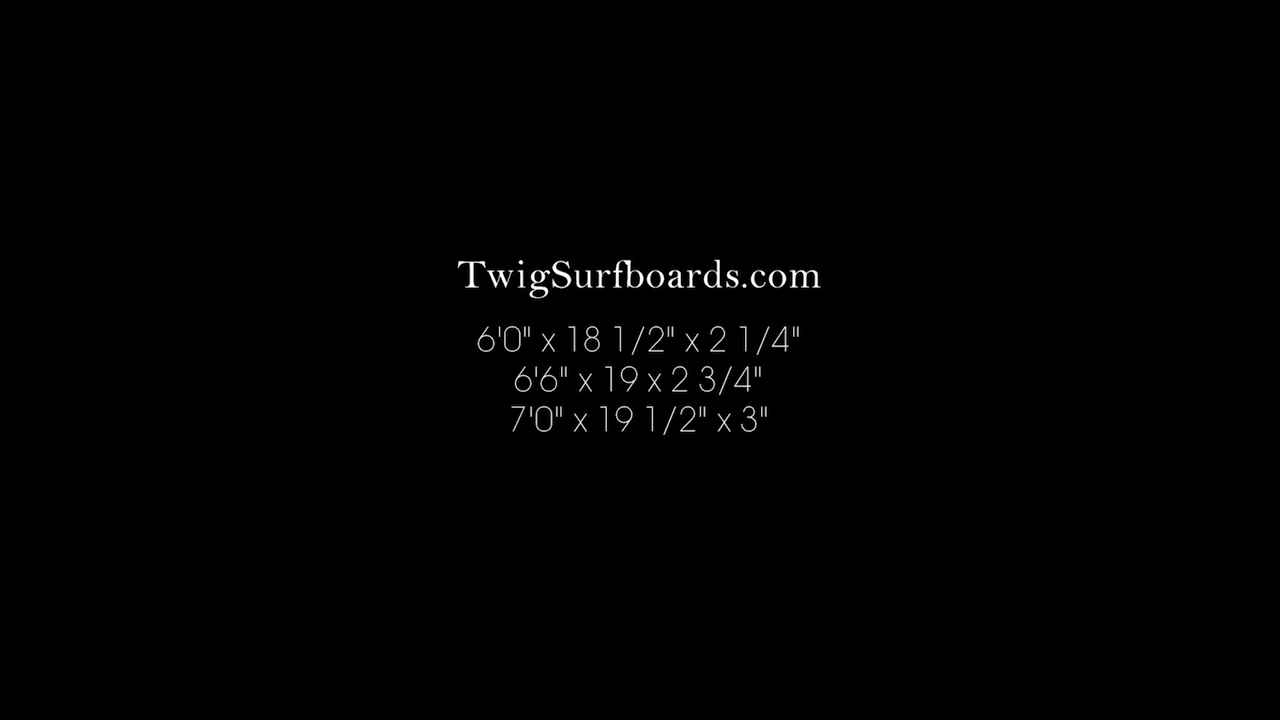 TwigSurfboards.com
6'0" x 18 1/2" x 2 1/4"
6'6" x 19 x 2 3/4"
7'0" x 19 1/2" x 3"